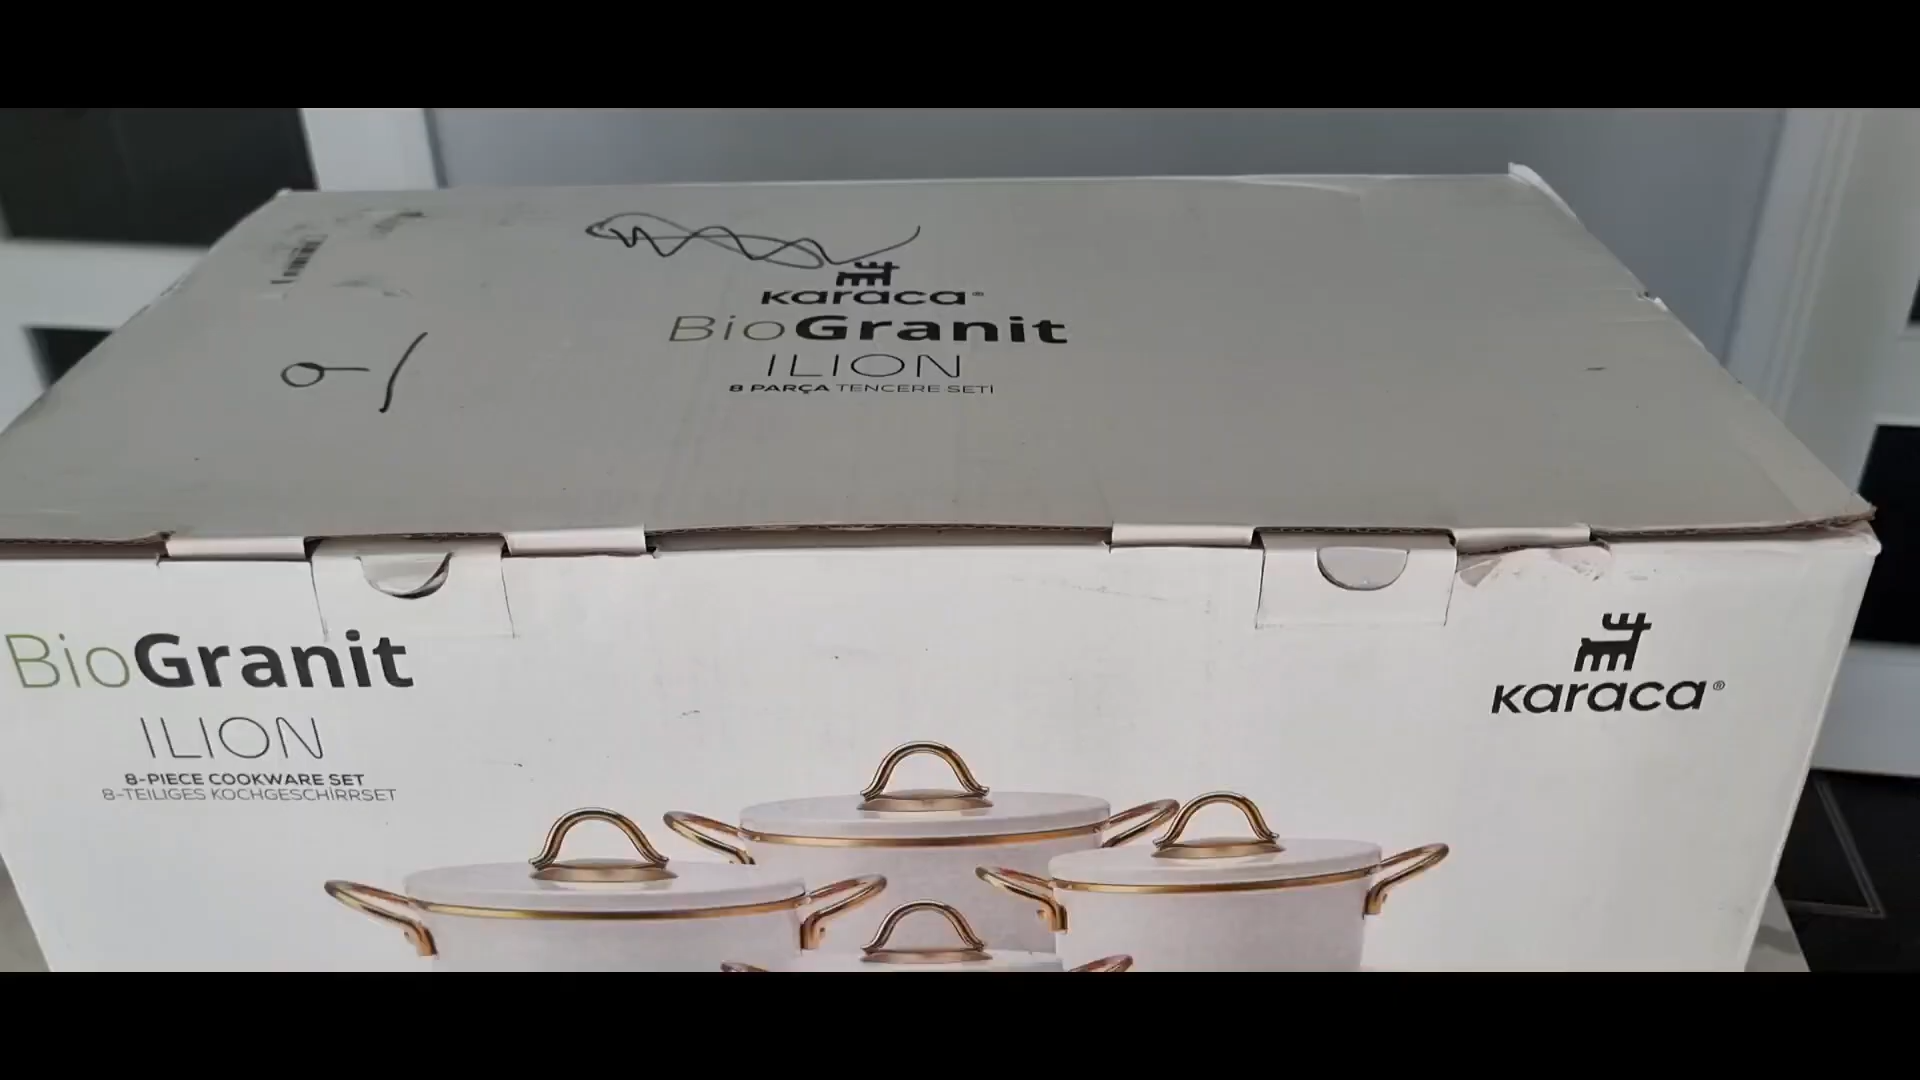 karaca®
BioGranit
ILION
8 PARÇA TENCERE SETİ
BioGranit
ILION
8-PIECE COOKWARE SET
8-TEILIGES KOCHGESCHIRRSET
karaca®